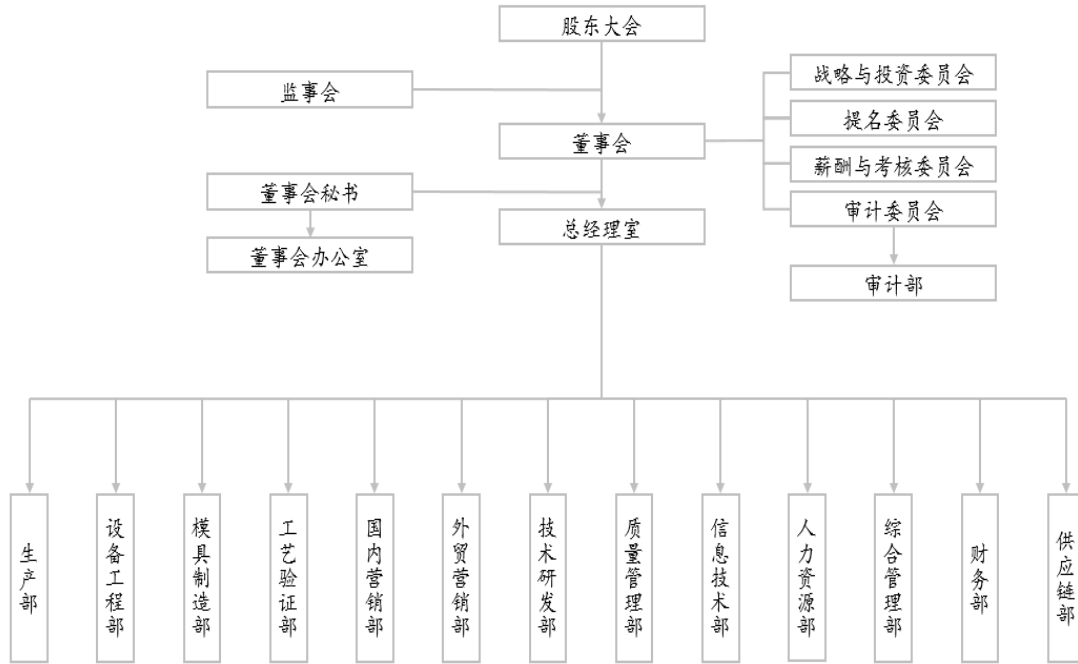 股东大会
监事会
战略与投资委员会
提名委员会
董事会
薪酬与考核委员会
董事会秘书
审计委员会
总经理室
董事会办公室
审计部
生产部
设备工程部
模具制造部
工艺验证部
国内营销部
外贸营销部
技术研发部
质量管理部
信息技术部
人力资源部
综合管理部
财务部
供应链部